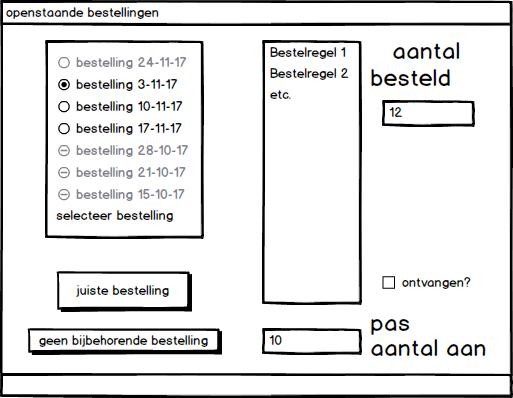 openstaande bestellingen
bestelling 24-11-17
bestelling 3-11-17
bestelling 10-11-17
bestelling 17-11-17
bestelling 28-10-17
bestelling 21-10-17
bestelling 15-10-17
selecteer bestelling
juiste bestelling
geen bijbehorende bestelling
Bestelregel 1
Bestelregel 2
etc.
10
aantal
besteld
12
ontvangen?
pas
aantal aan